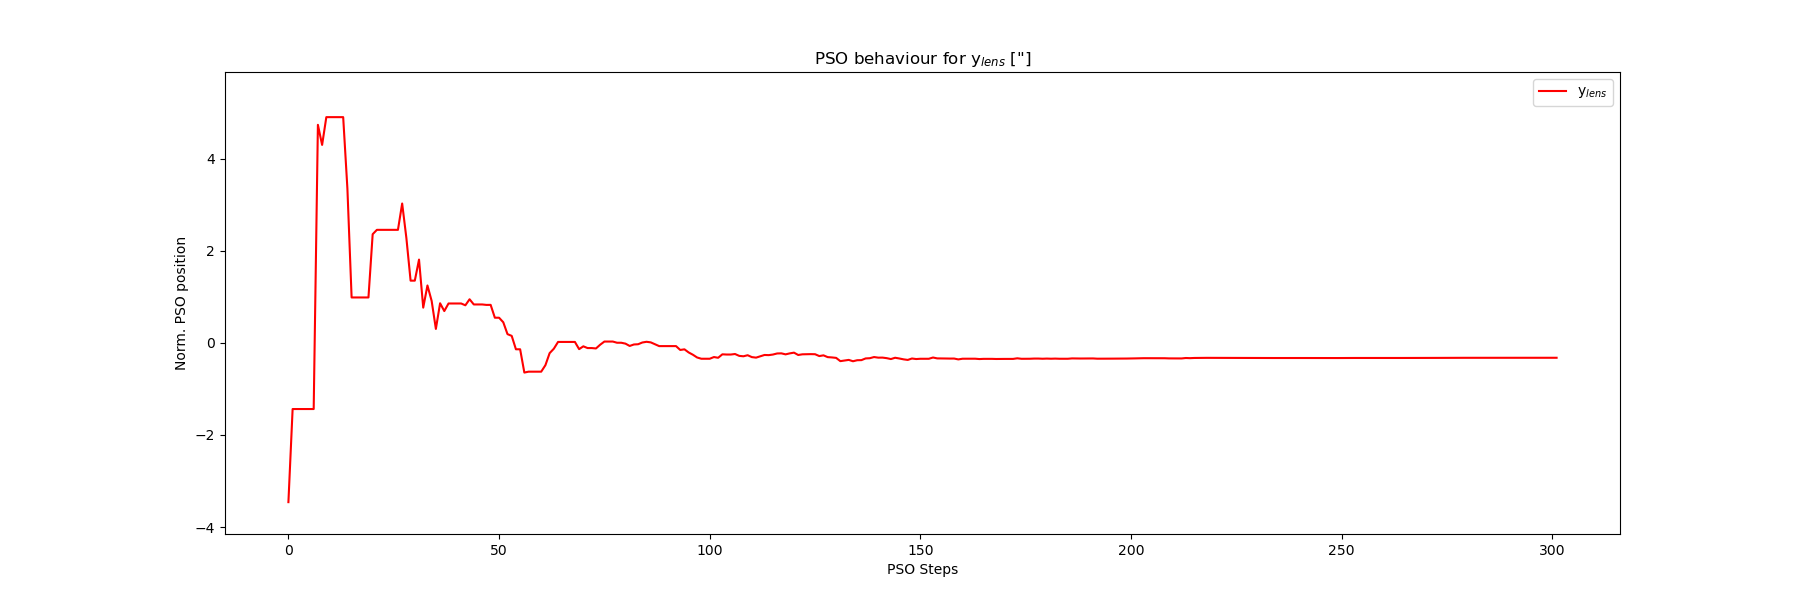 PSO behaviour for y_lens ["]
y_lens
4
2
0
−2
−4
Norm. PSO position
0 50 100 150 200 250 300
PSO Steps